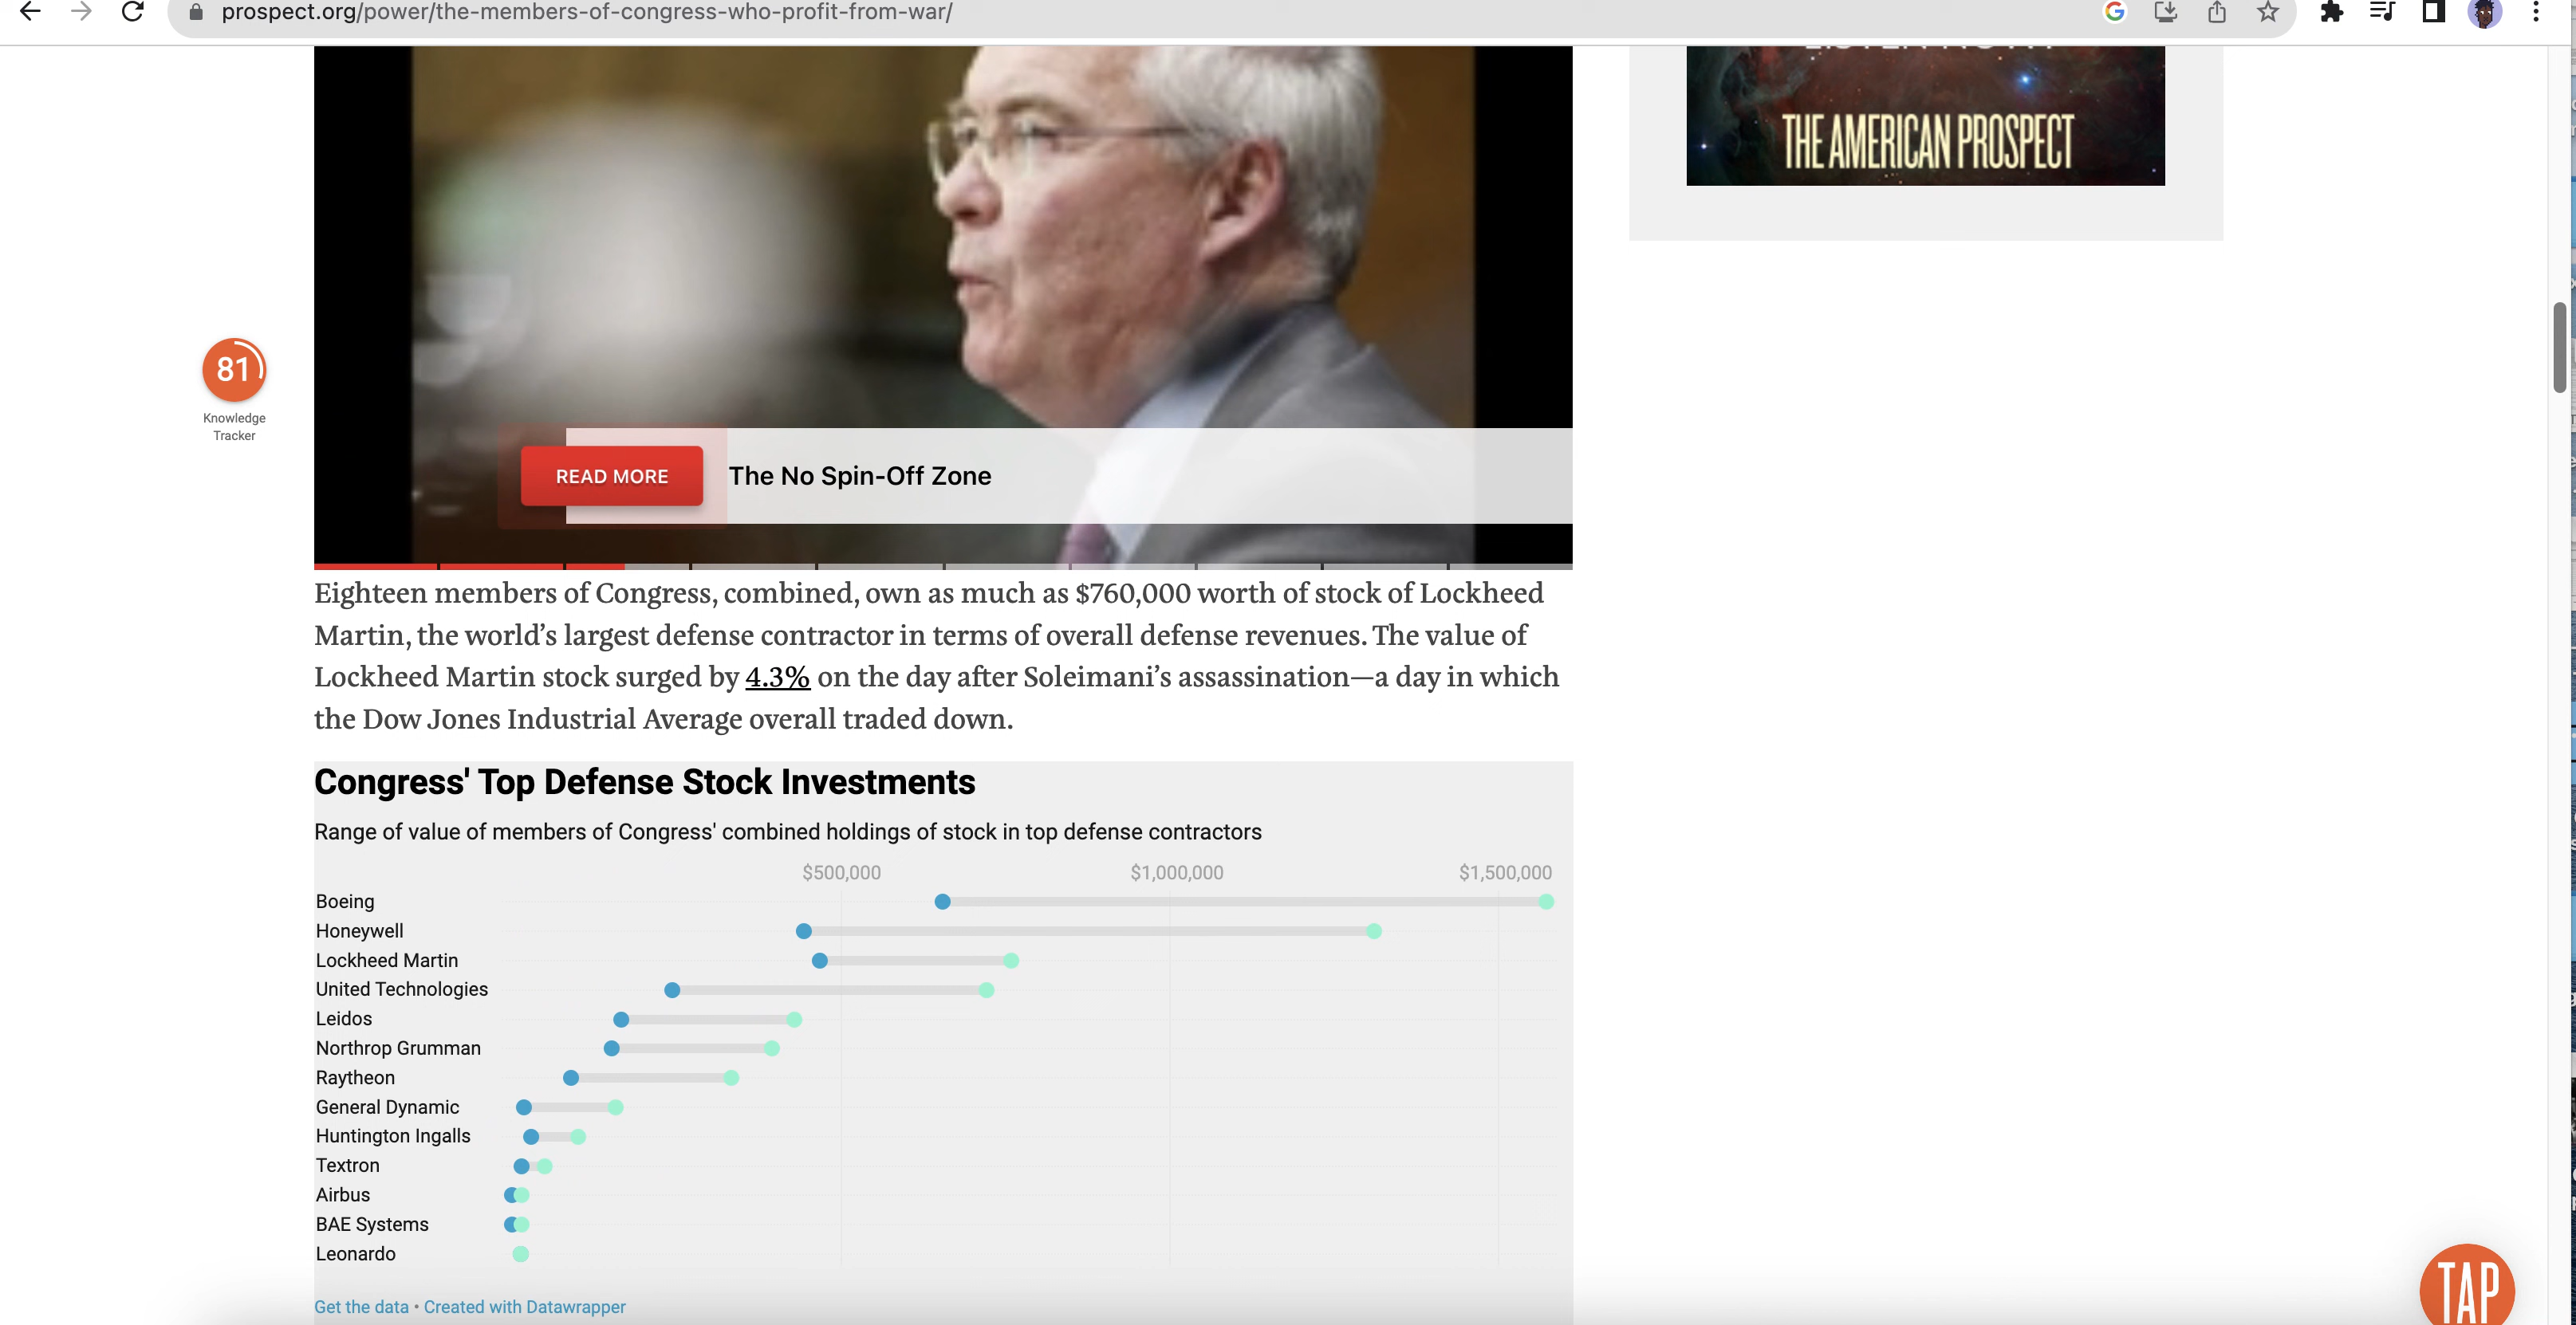 prospect.org/power/the-members-of-congress-who-profit-from-war/
THE AMERICAN PROSPECT
81
Knowledge
Tracker
READ MORE
The No Spin-Off Zone
Eighteen members of Congress, combined, own as much as $760,000 worth of stock of Lockheed
Martin, the world’s largest defense contractor in terms of overall defense revenues. The value of
Lockheed Martin stock surged by 4.3% on the day after Soleimani’s assassination—a day in which
the Dow Jones Industrial Average overall traded down.
Congress' Top Defense Stock Investments
Range of value of members of Congress' combined holdings of stock in top defense contractors
$500,000 $1,000,000 $1,500,000
Boeing
Honeywell
Lockheed Martin
United Technologies
Leidos
Northrop Grumman
Raytheon
General Dynamic
Huntington Ingalls
Textron
Airbus
BAE Systems
Leonardo
Get the data • Created with Datawrapper
TAP